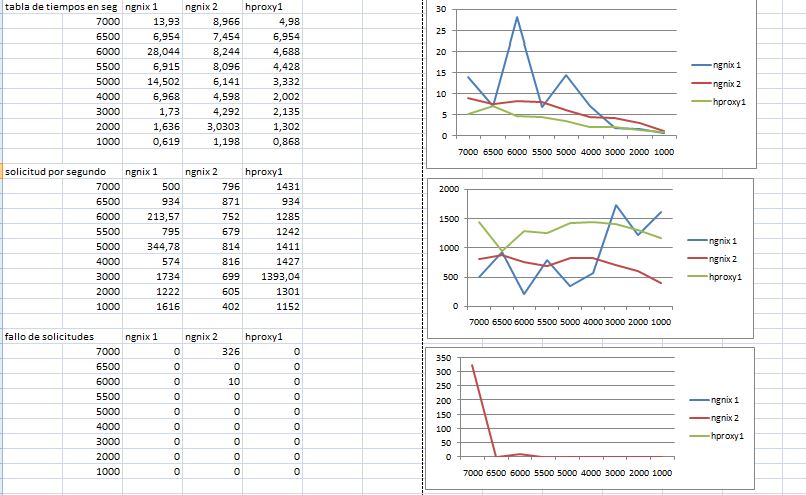 tabla de tiempos en seg ngnix 1 ngnix 2 hproxy1
7000 13,93 8,966 4,98
6500 6,954 7,454 6,954
6000 28,044 8,244 4,688
5500 6,915 8,096 4,428
5000 14,502 6,141 3,332
4000 6,968 4,598 2,002
3000 1,73 4,292 2,135
2000 1,636 3,0303 1,302
1000 0,619 1,198 0,868
solicitud por segundo ngnix 1 ngnix 2 hproxy1
7000 500 796 1431
6500 934 871 934
6000 213,57 752 1285
5500 795 679 1242
5000 344,78 814 1411
4000 574 816 1427
3000 1734 699 1393,04
2000 1222 605 1301
1000 1616 402 1152
fallo de solicitudes ngnix 1 ngnix 2 hproxy1
7000 0 326 0
6500 0 0 0
6000 0 10 0
5500 0 0 0
5000 0 0 0
4000 0 0 0
3000 0 0 0
2000 0 0 0
1000 0 0 0
30
25
20
15
10
5
0
7000 6500 6000 5500 5000 4000 3000 2000 1000
ngnix 1
ngnix 2
hproxy1
2000
1500
1000
500
0
7000 6500 6000 5500 5000 4000 3000 2000 1000
ngnix 1
ngnix 2
hproxy1
350
300
250
200
150
100
50
0
7000 6500 6000 5500 5000 4000 3000 2000 1000
ngnix 1
ngnix 2
hproxy1